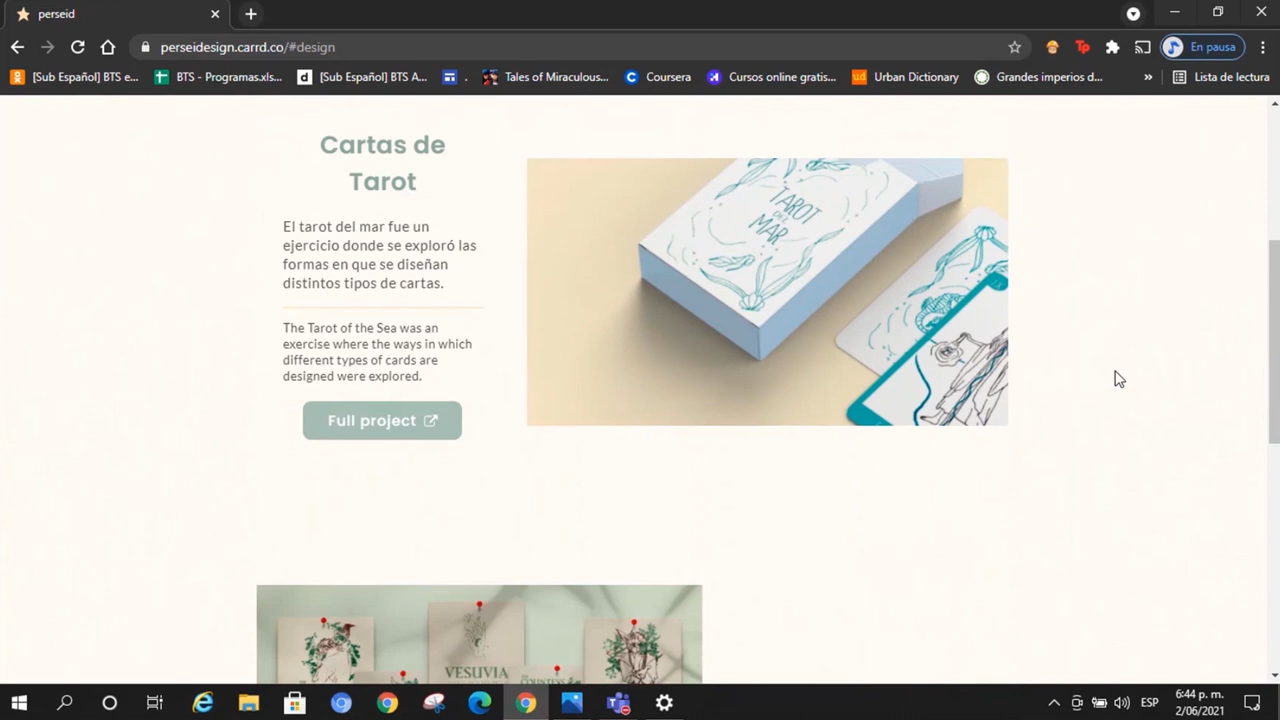 perseid
perseidesign.carrd.co/#design
En pausa
[Sub Español] BTS e...
BTS - Programas.xls...
[Sub Español] BTS A...
.
Tales of Miraculous...
Coursera
Cursos online gratis...
Urban Dictionary
Grandes imperios d...
»
Lista de lectura
Cartas de
Tarot
El tarot del mar fue un
ejercicio donde se exploró las
formas en que se diseñan
distintos tipos de cartas.
The Tarot of the Sea was an
exercise where the ways in which
different types of cards are
designed were explored.
Full project
TAROT
DEL
MAR
VESUVIA
COUNTESS
ESP
6:44 p. m.
2/06/2021